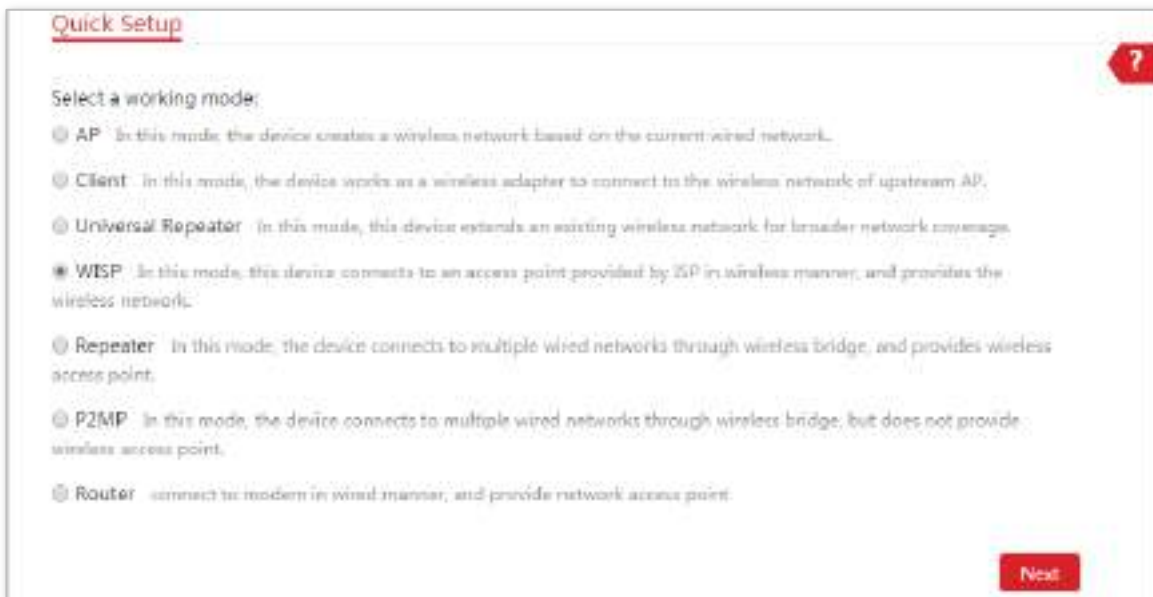 Quick Setup
?
Select a working mode:
AP In this mode, the device creates a wireless network based on the current wired network.
Client In this mode, the device works as a wireless adapter to connect to the wireless network of upstream AP.
Universal Repeater In this mode, this device extends an existing wireless network for broader network coverage.
WISP In this mode, this device connects to an access point provided by ISP in wireless manner, and provides the
wireless network.
Repeater In this mode, the device connects to multiple wired networks through wireless bridge, and provides wireless
access point.
P2MP In this mode, the device connects to multiple wired networks through wireless bridge, but does not provide
wireless access point.
Router connect to modem in wired manner, and provide network access point
Next